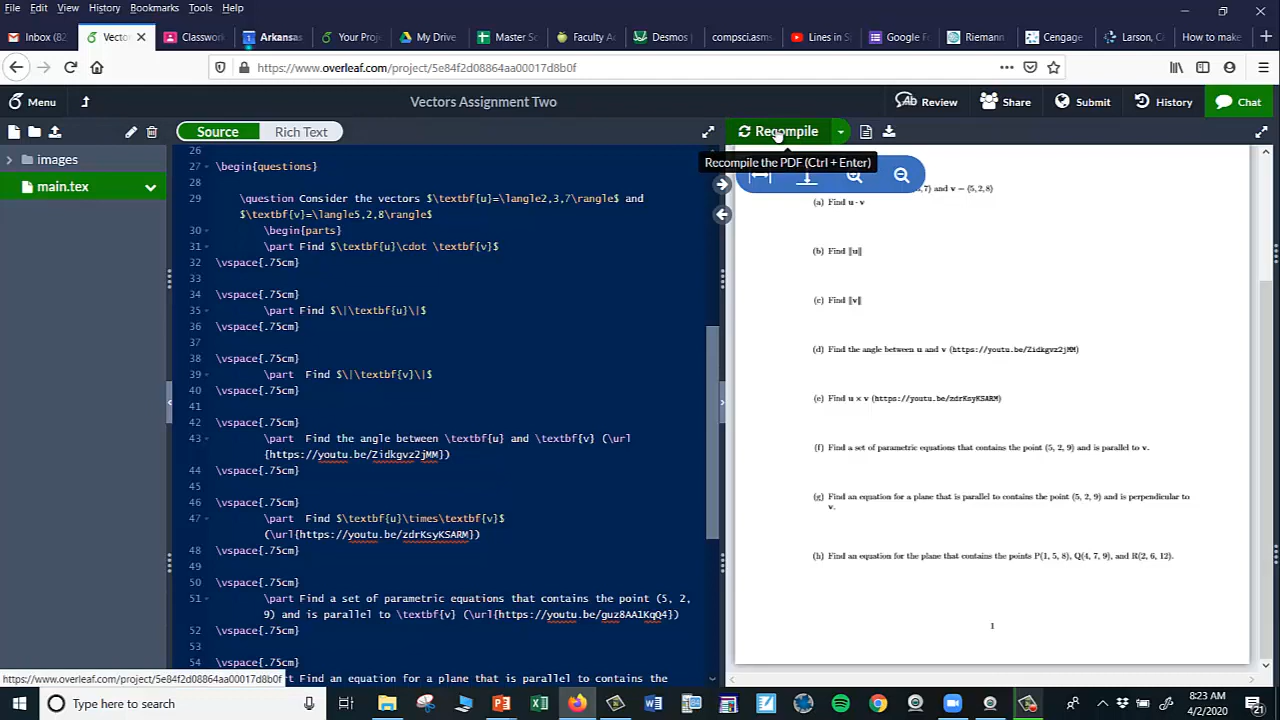 File Edit View History Bookmarks Tools Help
Inbox (82
Vector
Classwor
Arkansas
Your Proj
My Drive
Master Sc
Faculty Ac
Desmos |
compsci.asms.
Lines in S
Google F
Riemann
Cengage
Larson, C
How to make
https://www.overleaf.com/project/5e84f2d08864aa00017d8b0f
Menu
Vectors Assignment Two
Review
Share
Submit
History
Chat
Source
Rich Text
Recompile
Recompile the PDF (Ctrl + Enter)
images
main.tex
26
27 \begin{questions}
28
29 \question Consider the vectors $\textbf{u}=\langle2,3,7\rangle$ and
$\textbf{v}=\langle5,2,8\rangle$
30 \begin{parts}
31 \part Find $\textbf{u}\cdot \textbf{v}$
32 \vspace{.75cm}
33
34 \vspace{.75cm}
35 \part Find $\|\textbf{u}\|$
36 \vspace{.75cm}
37
38 \vspace{.75cm}
39 \part Find $\|\textbf{v}\|$
40 \vspace{.75cm}
41
42 \vspace{.75cm}
43 \part Find the angle between \textbf{u} and \textbf{v} (\url
{https://youtu.be/Zidkgvz2jMM})
44 \vspace{.75cm}
45
46 \vspace{.75cm}
47 \part Find $\textbf{u}\times\textbf{v}$
(\url{https://youtu.be/zdrKsyKSARM})
48 \vspace{.75cm}
49
50 \vspace{.75cm}
51 \part Find a set of parametric equations that contains the point (5, 2,
9) and is parallel to \textbf{v} (\url{https://youtu.be/guz8AA1KgQ4})
52 \vspace{.75cm}
53
54 \vspace{.75cm}
rt Find an equation for a plane that is parallel to contains the
,7⟩ and v = ⟨5, 2, 8⟩
(a) Find u · v
(b) Find ‖u‖
(c) Find ‖v‖
(d) Find the angle between u and v (https://youtu.be/Zidkgvz2jMM)
(e) Find u × v (https://youtu.be/zdrKsyKSARM)
(f) Find a set of parametric equations that contains the point (5, 2, 9) and is parallel to v.
(g) Find an equation for a plane that is parallel to contains the point (5, 2, 9) and is perpendicular to
v.
(h) Find an equation for the plane that contains the points P(1, 5, 8), Q(4, 7, 9), and R(2, 6, 12).
1
https://www.overleaf.com/project/5e84f2d08864aa00017d8b0f
Type here to search
8:23 AM
4/2/2020